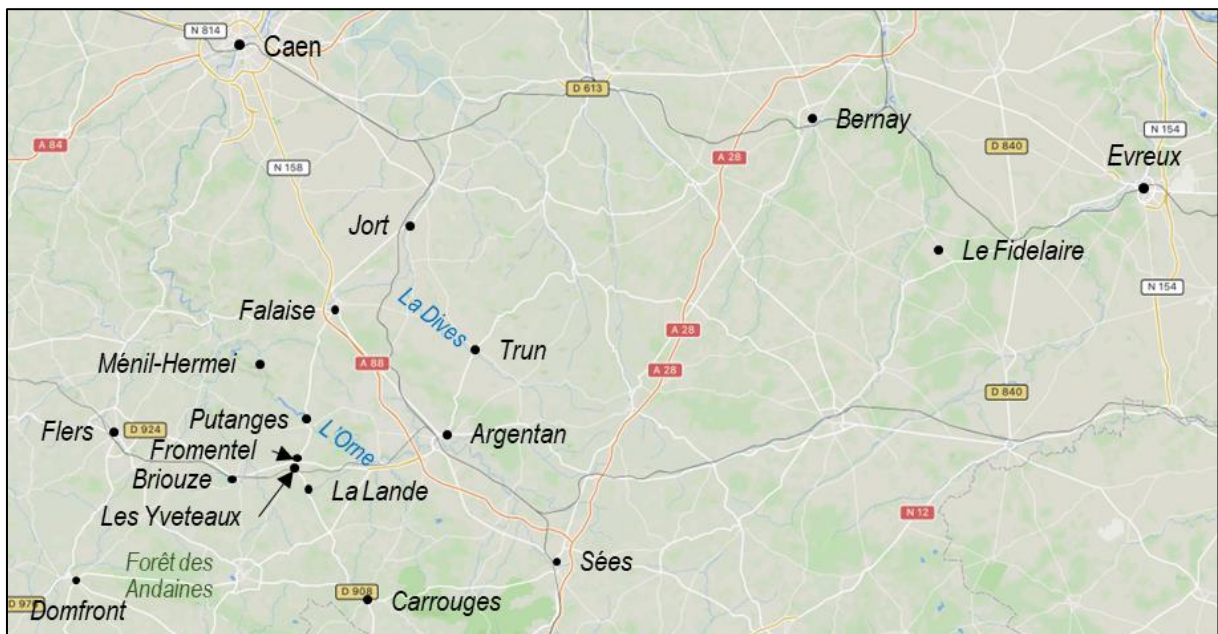 N 814
Caen
D 613
A 84
N 158
A 28
Bernay
D 840
N 154
Evreux
Jort
Le Fidelaire
N 154
Falaise
La Dives
A 28
Trun
Ménil-Hermei
A 88
A 28
D 840
Putanges
L'Orne
Flers
D 924
Argentan
Fromentel
Briouze
La Lande
Les Yveteaux
N 12
Forêt des
Andaines
Sées
D 908
Carrouges
Domfront